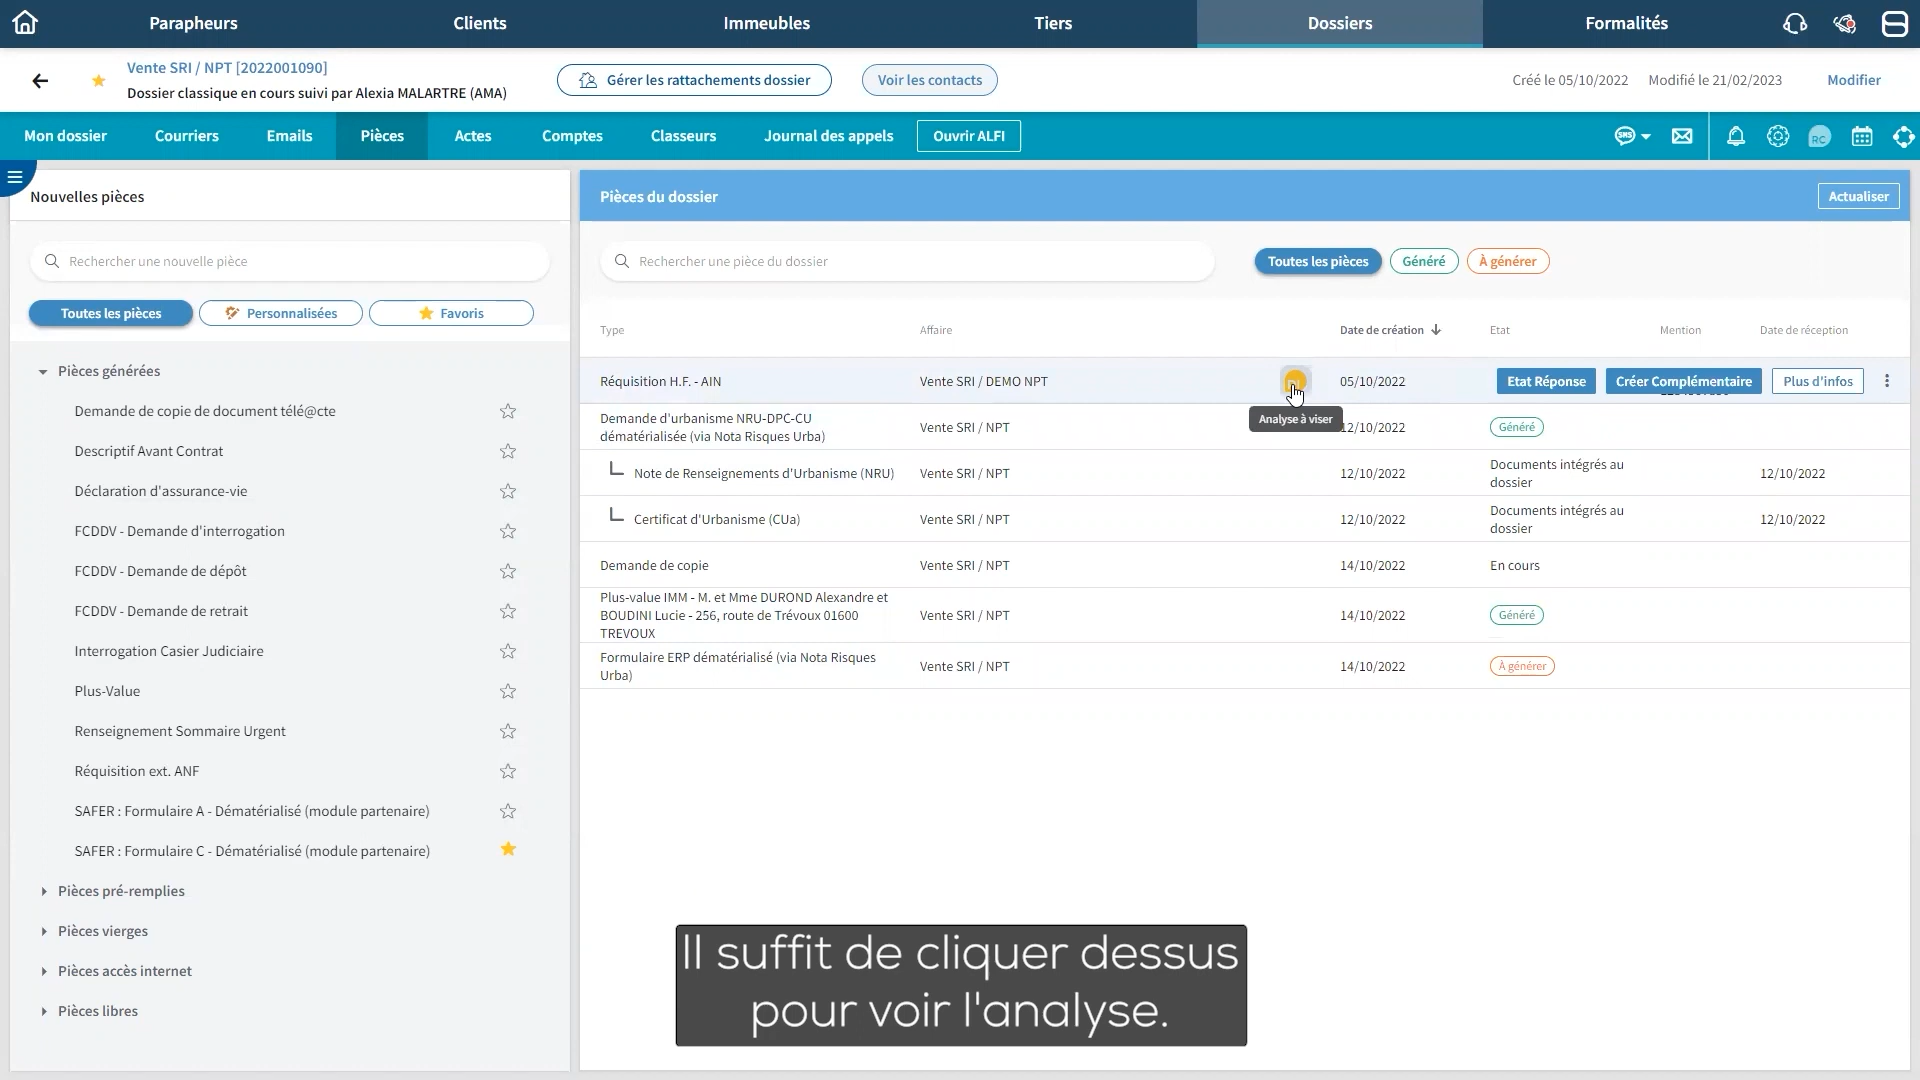 Parapheurs
Clients
Immeubles
Tiers
Dossiers
Formalités
Vente SRI / NPT [2022001090]
Dossier classique en cours suivi par Alexia MALARTRE (AMA)
Gérer les rattachements dossier
Voir les contacts
Créé le 05/10/2022
Modifié le 21/02/2023
Modifier
Mon dossier
Courriers
Emails
Pièces
Actes
Comptes
Classeurs
Journal des appels
Ouvrir ALFI
SMS
RC
Nouvelles pièces
Rechercher une nouvelle pièce
Toutes les pièces
Personnalisées
Favoris
Pièces générées
Demande de copie de document télé@cte
Descriptif Avant Contrat
Déclaration d'assurance-vie
FCDDV - Demande d'interrogation
FCDDV - Demande de dépôt
FCDDV - Demande de retrait
Interrogation Casier Judiciaire
Plus-Value
Renseignement Sommaire Urgent
Réquisition ext. ANF
SAFER : Formulaire A - Dématérialisé (module partenaire)
SAFER : Formulaire C - Dématérialisé (module partenaire)
Pièces pré-remplies
Pièces vierges
Pièces accès internet
Pièces libres
Pièces du dossier
Actualiser
Rechercher une pièce du dossier
Toutes les pièces
Généré
À générer
Type
Affaire
Date de création
Etat
Mention
Date de réception
Réquisition H.F. - AIN
Vente SRI / DEMO NPT
05/10/2022
Etat Réponse
Créer Complémentaire
Plus d'infos
Analyse à viser
Demande d'urbanisme NRU-DPC-CU
dématérialisée (via Nota Risques Urba)
Vente SRI / NPT
12/10/2022
Généré
Note de Renseignements d'Urbanisme (NRU)
Vente SRI / NPT
12/10/2022
Documents intégrés au
dossier
12/10/2022
Certificat d'Urbanisme (CUa)
Vente SRI / NPT
12/10/2022
Documents intégrés au
dossier
12/10/2022
Demande de copie
Vente SRI / NPT
14/10/2022
En cours
Plus-value IMM - M. et Mme DUROND Alexandre et
BOUDINI Lucie - 256, route de Trévoux 01600
TREVOUX
Vente SRI / NPT
14/10/2022
Généré
Formulaire ERP dématérialisé (via Nota Risques
Urba)
Vente SRI / NPT
14/10/2022
À générer
Il suffit de cliquer dessus
pour voir l'analyse.